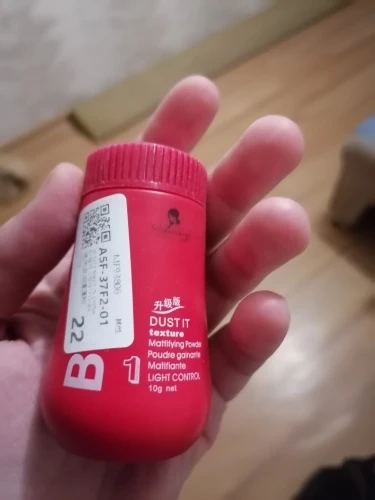 A5F-37F2-01
22
B
升级版
DUST IT
texture
Mattifying Powder
Poudre gainante
Matifiante
1
LIGHT CONTROL
10g net